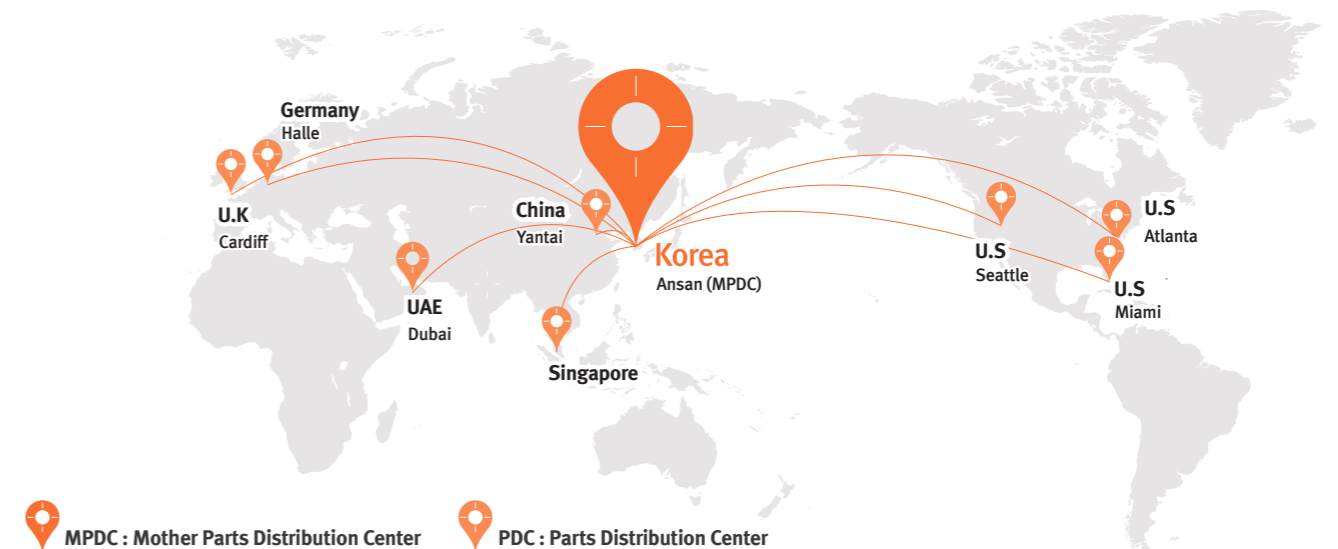 Germany
Halle
U.K
Cardiff
China
Yantai
UAE
Dubai
Korea
Ansan (MPDC)
Singapore
U.S
Seattle
U.S
Atlanta
U.S
Miami
MPDC : Mother Parts Distribution Center
PDC : Parts Distribution Center